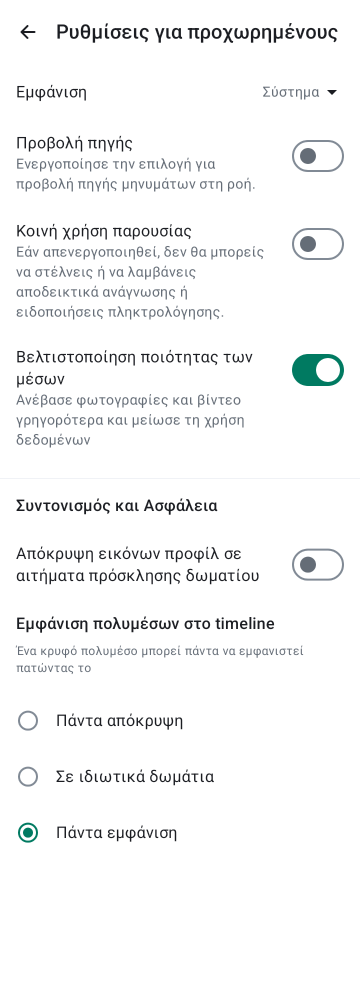 Ρυθμίσεις για προχωρημένους
Εμφάνιση
Σύστημα
Προβολή πηγής
Ενεργοποίησε την επιλογή για
προβολή πηγής μηνυμάτων στη ροή.
Κοινή χρήση παρουσίας
Εάν απενεργοποιηθεί, δεν θα μπορείς
να στέλνεις ή να λαμβάνεις
αποδεικτικά ανάγνωσης ή
ειδοποιήσεις πληκτρολόγησης.
Βελτιστοποίηση ποιότητας των
μέσων
Ανέβασε φωτογραφίες και βίντεο
γρηγορότερα και μείωσε τη χρήση
δεδομένων
Συντονισμός και Ασφάλεια
Απόκρυψη εικόνων προφίλ σε
αιτήματα πρόσκλησης δωματίου
Εμφάνιση πολυμέσων στο timeline
Ένα κρυφό πολυμέσο μπορεί πάντα να εμφανιστεί
πατώντας το
Πάντα απόκρυψη
Σε ιδιωτικά δωμάτια
Πάντα εμφάνιση